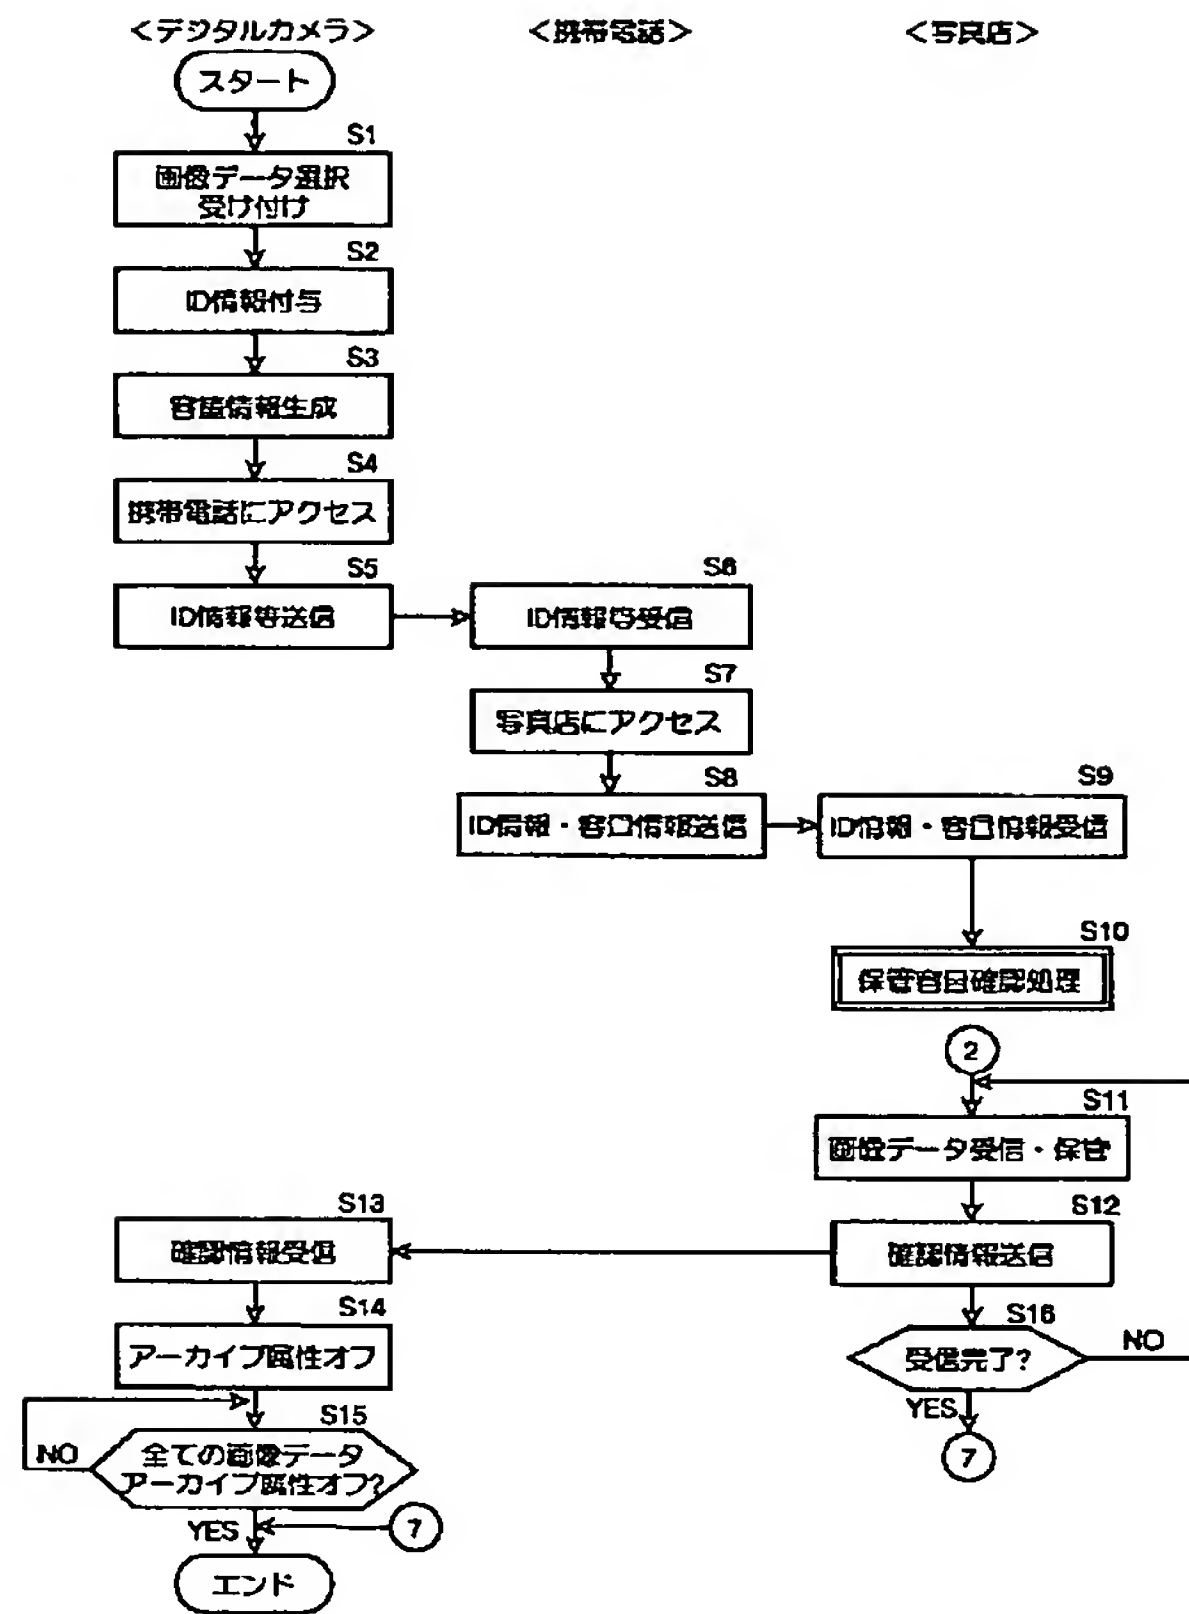 <デジタルカメラ>
<携帯電話>
<写真店>
スタート
S1
画像データ選択
受け付け
S2
ID情報付与
S3
容量情報生成
S4
携帯電話にアクセス
S5
ID情報等送信
S6
ID情報等受信
S7
写真店にアクセス
S8
ID情報・容量情報送信
S9
ID情報・容量情報受信
S10
保管容量確認処理
2
S11
画像データ受信・保管
S12
確認情報送信
S13
確認情報受信
S14
アーカイブ属性オフ
S15
全ての画像データ
アーカイブ属性オフ?
NO
YES
7
エンド
S16
受信完了?
NO
YES
7